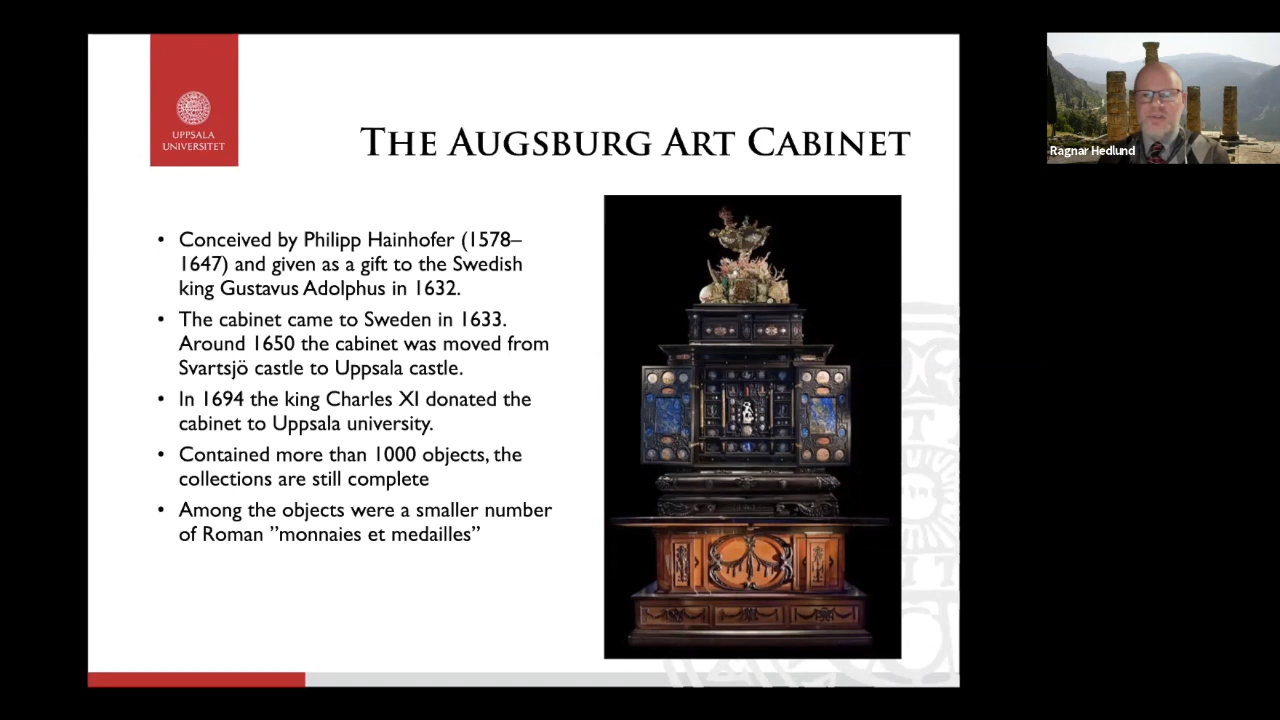 UPPSALA
UNIVERSITET
THE AUGSBURG ART CABINET
• Conceived by Philipp Hainhofer (1578–
1647) and given as a gift to the Swedish
king Gustavus Adolphus in 1632.
• The cabinet came to Sweden in 1633.
Around 1650 the cabinet was moved from
Svartsjö castle to Uppsala castle.
• In 1694 the king Charles XI donated the
cabinet to Uppsala university.
• Contained more than 1000 objects, the
collections are still complete
• Among the objects were a smaller number
of Roman ”monnaies et medailles”
Ragnar Hedlund